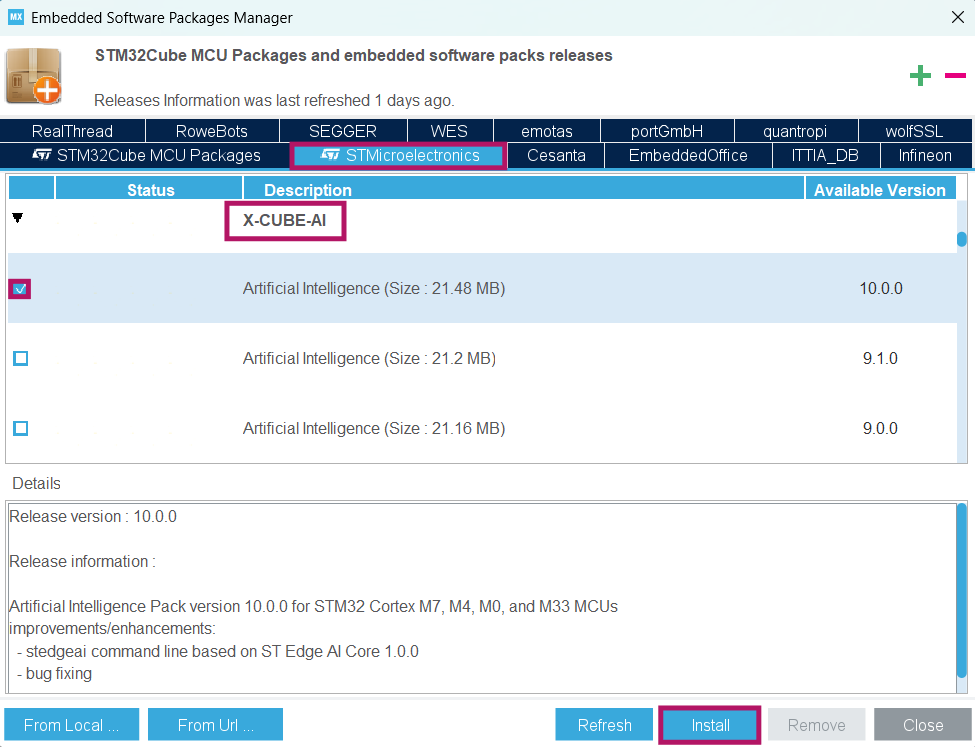 MX Embedded Software Packages Manager
STM32Cube MCU Packages and embedded software packs releases
Releases Information was last refreshed 1 days ago.
RealThread RoweBots SEGGER WES emotas portGmbH quantropi wolfSSL
STM32Cube MCU Packages STMicroelectronics Cesanta EmbeddedOffice ITTIA_DB Infineon
Status Description Available Version
X-CUBE-AI
Artificial Intelligence (Size : 21.48 MB) 10.0.0
Artificial Intelligence (Size : 21.2 MB) 9.1.0
Artificial Intelligence (Size : 21.16 MB) 9.0.0
Details
Release version : 10.0.0
Release information :
Artificial Intelligence Pack version 10.0.0 for STM32 Cortex M7, M4, M0, and M33 MCUs
improvements/enhancements:
- stedgeai command line based on ST Edge AI Core 1.0.0
- bug fixing
From Local ... From Url ... Refresh Install Remove Close